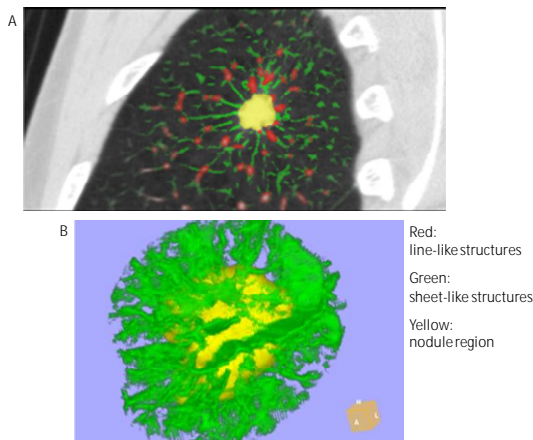 A
B
Red:
line-like structures
Green:
sheet-like structures
Yellow:
nodule region
H
A
L